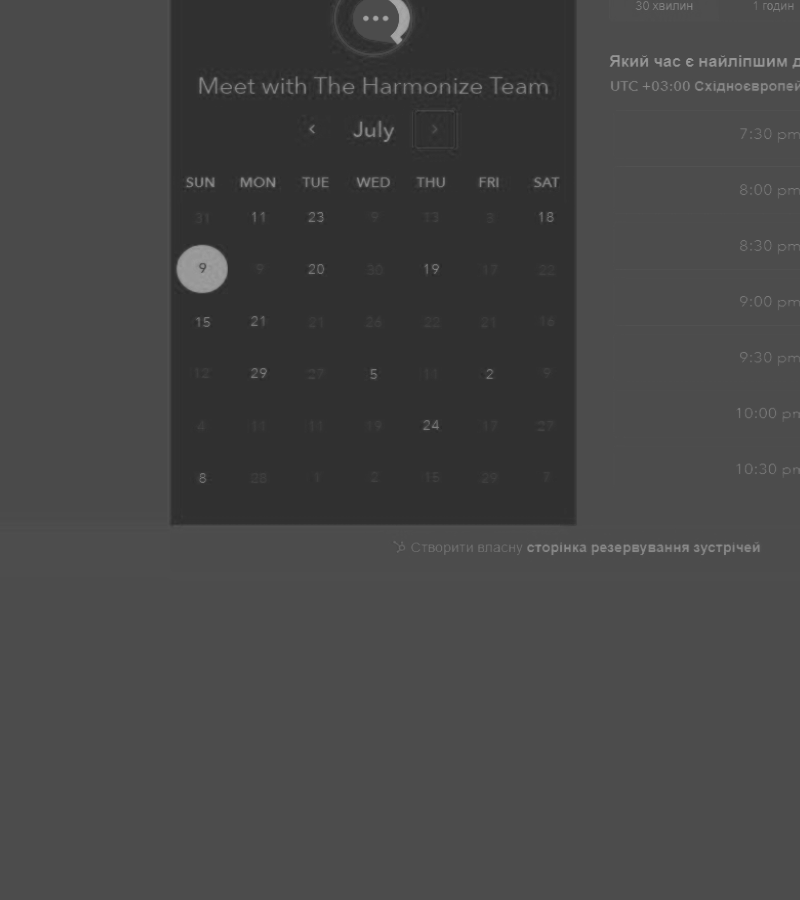 30 хвилин 1 годин
Meet with The Harmonize Team
‹ July ›
SUN MON TUE WED THU FRI SAT
31 11 23 9 13 3 18
9 9 20 30 19 17 22
15 21 21 26 22 21 16
12 29 27 5 11 2 9
4 11 11 19 24 17 27
8 28 1 2 15 29 7
Який час є найліпшим д
UTC +03:00 Східноєвропей
7:30 pm
8:00 pm
8:30 pm
9:00 pm
9:30 pm
10:00 pm
10:30 pm
Створити власну сторінка резервування зустрічей